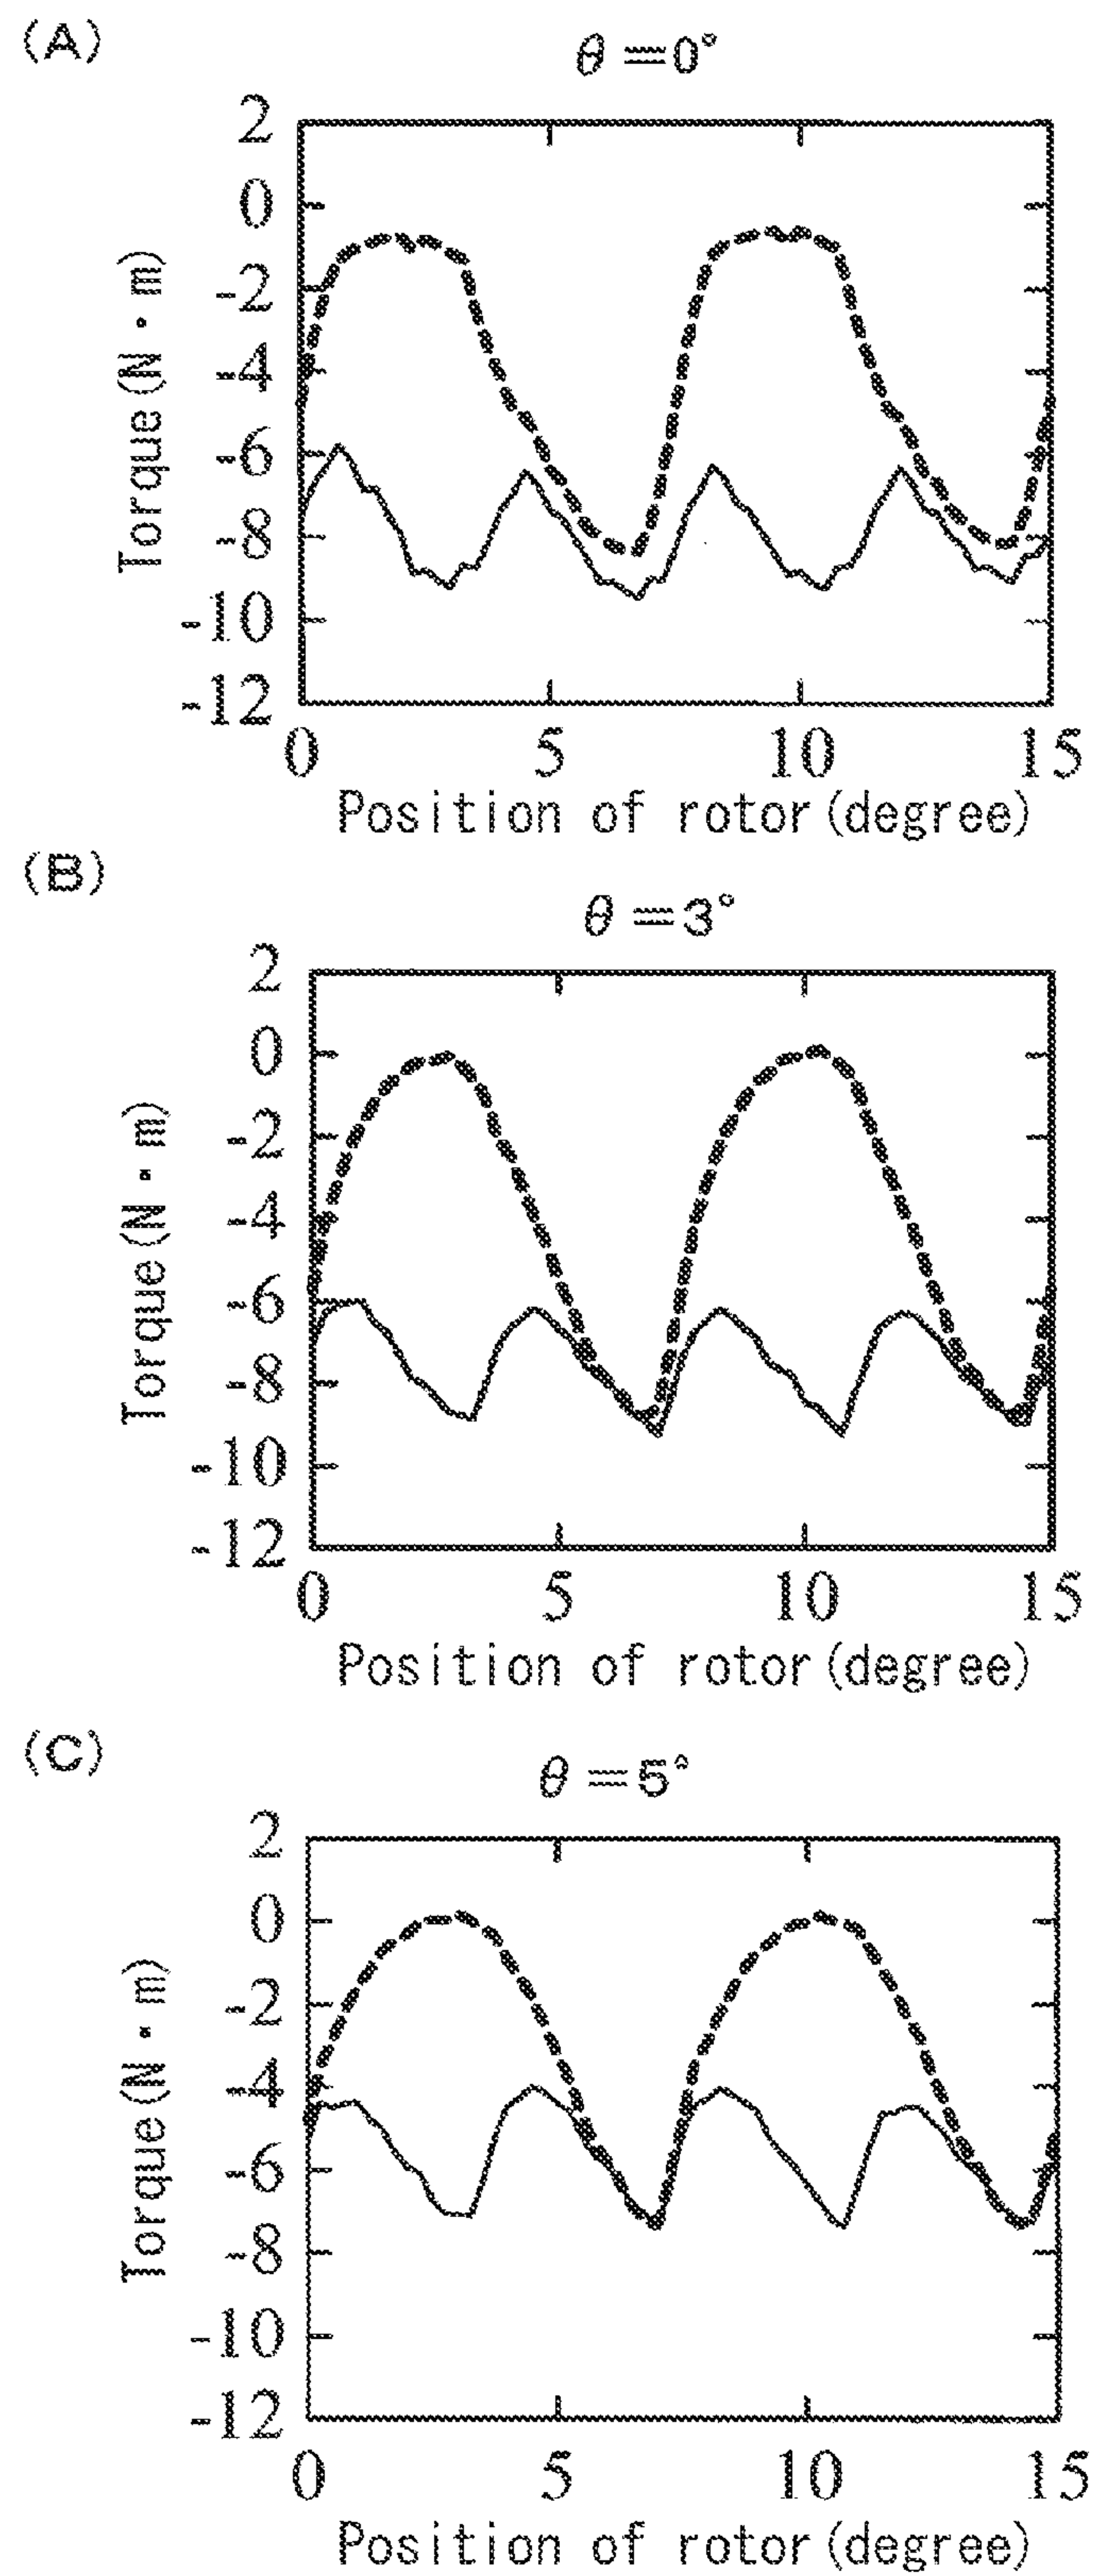 (A)
θ=0°
2
0
-2
-4
-6
-8
-10
-12
Torque(N・m)
0 5 10 15
Position of rotor(degree)
(B)
θ=3°
2
0
-2
-4
-6
-8
-10
-12
Torque(N・m)
0 5 10 15
Position of rotor(degree)
(C)
θ=5°
2
0
-2
-4
-6
-8
-10
-12
Torque(N・m)
0 5 10 15
Position of rotor(degree)